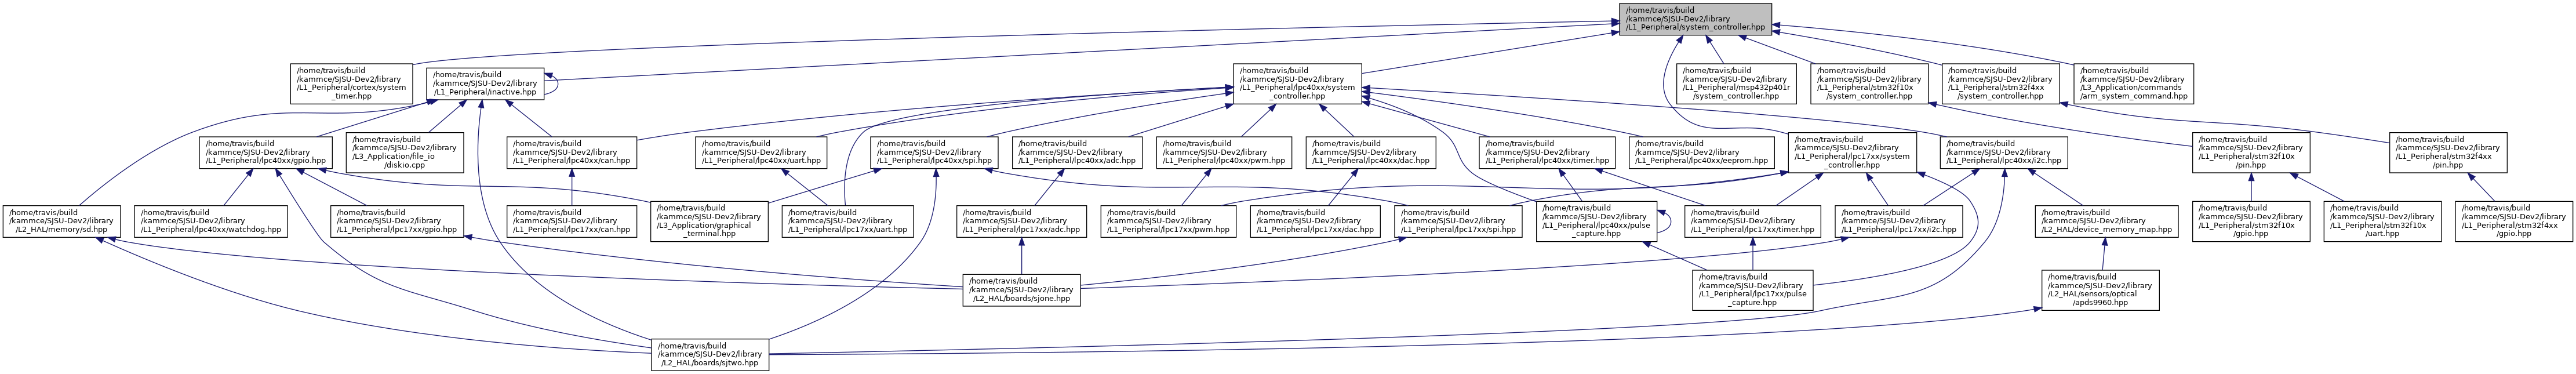 /home/travis/build
/kammce/SJSU-Dev2/library
/L1_Peripheral/system_controller.hpp
/home/travis/build
/kammce/SJSU-Dev2/library
/L1_Peripheral/cortex/system
_timer.hpp
/home/travis/build
/kammce/SJSU-Dev2/library
/L1_Peripheral/inactive.hpp
/home/travis/build
/kammce/SJSU-Dev2/library
/L1_Peripheral/lpc40xx/system
_controller.hpp
/home/travis/build
/kammce/SJSU-Dev2/library
/L1_Peripheral/msp432p401r
/system_controller.hpp
/home/travis/build
/kammce/SJSU-Dev2/library
/L1_Peripheral/stm32f10x
/system_controller.hpp
/home/travis/build
/kammce/SJSU-Dev2/library
/L1_Peripheral/stm32f4xx
/system_controller.hpp
/home/travis/build
/kammce/SJSU-Dev2/library
/L3_Application/commands
/arm_system_command.hpp
/home/travis/build
/kammce/SJSU-Dev2/library
/L1_Peripheral/lpc40xx/gpio.hpp
/home/travis/build
/kammce/SJSU-Dev2/library
/L3_Application/file_io
/diskio.cpp
/home/travis/build
/kammce/SJSU-Dev2/library
/L1_Peripheral/lpc40xx/can.hpp
/home/travis/build
/kammce/SJSU-Dev2/library
/L1_Peripheral/lpc40xx/uart.hpp
/home/travis/build
/kammce/SJSU-Dev2/library
/L1_Peripheral/lpc40xx/spi.hpp
/home/travis/build
/kammce/SJSU-Dev2/library
/L1_Peripheral/lpc40xx/adc.hpp
/home/travis/build
/kammce/SJSU-Dev2/library
/L1_Peripheral/lpc40xx/pwm.hpp
/home/travis/build
/kammce/SJSU-Dev2/library
/L1_Peripheral/lpc40xx/dac.hpp
/home/travis/build
/kammce/SJSU-Dev2/library
/L1_Peripheral/lpc40xx/timer.hpp
/home/travis/build
/kammce/SJSU-Dev2/library
/L1_Peripheral/lpc40xx/eeprom.hpp
/home/travis/build
/kammce/SJSU-Dev2/library
/L1_Peripheral/lpc17xx/system
_controller.hpp
/home/travis/build
/kammce/SJSU-Dev2/library
/L1_Peripheral/lpc40xx/i2c.hpp
/home/travis/build
/kammce/SJSU-Dev2/library
/L1_Peripheral/stm32f10x
/pin.hpp
/home/travis/build
/kammce/SJSU-Dev2/library
/L1_Peripheral/stm32f4xx
/pin.hpp
/home/travis/build
/kammce/SJSU-Dev2/library
/L2_HAL/memory/sd.hpp
/home/travis/build
/kammce/SJSU-Dev2/library
/L1_Peripheral/lpc40xx/watchdog.hpp
/home/travis/build
/kammce/SJSU-Dev2/library
/L1_Peripheral/lpc17xx/gpio.hpp
/home/travis/build
/kammce/SJSU-Dev2/library
/L1_Peripheral/lpc17xx/can.hpp
/home/travis/build
/kammce/SJSU-Dev2/library
/L3_Application/graphical
_terminal.hpp
/home/travis/build
/kammce/SJSU-Dev2/library
/L1_Peripheral/lpc17xx/uart.hpp
/home/travis/build
/kammce/SJSU-Dev2/library
/L1_Peripheral/lpc17xx/adc.hpp
/home/travis/build
/kammce/SJSU-Dev2/library
/L1_Peripheral/lpc17xx/pwm.hpp
/home/travis/build
/kammce/SJSU-Dev2/library
/L1_Peripheral/lpc17xx/dac.hpp
/home/travis/build
/kammce/SJSU-Dev2/library
/L1_Peripheral/lpc17xx/spi.hpp
/home/travis/build
/kammce/SJSU-Dev2/library
/L1_Peripheral/lpc40xx/pulse
_capture.hpp
/home/travis/build
/kammce/SJSU-Dev2/library
/L1_Peripheral/lpc17xx/timer.hpp
/home/travis/build
/kammce/SJSU-Dev2/library
/L1_Peripheral/lpc17xx/i2c.hpp
/home/travis/build
/kammce/SJSU-Dev2/library
/L2_HAL/device_memory_map.hpp
/home/travis/build
/kammce/SJSU-Dev2/library
/L1_Peripheral/stm32f10x
/gpio.hpp
/home/travis/build
/kammce/SJSU-Dev2/library
/L1_Peripheral/stm32f10x
/uart.hpp
/home/travis/build
/kammce/SJSU-Dev2/library
/L1_Peripheral/stm32f4xx
/gpio.hpp
/home/travis/build
/kammce/SJSU-Dev2/library
/L2_HAL/boards/sjone.hpp
/home/travis/build
/kammce/SJSU-Dev2/library
/L1_Peripheral/lpc17xx/pulse
_capture.hpp
/home/travis/build
/kammce/SJSU-Dev2/library
/L2_HAL/sensors/optical
/apds9960.hpp
/home/travis/build
/kammce/SJSU-Dev2/library
/L2_HAL/boards/sjtwo.hpp